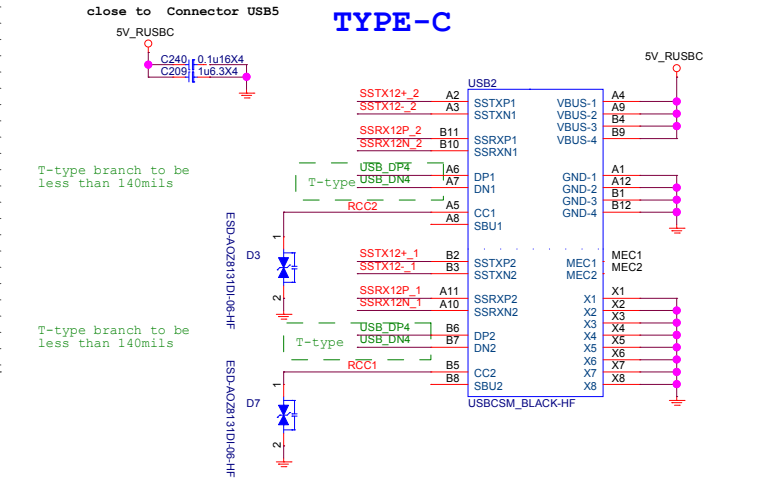 close to  Connector USB5
TYPE-C
5V_RUSBC
C240 0.1u16X4
C209 1u6.3X4
5V_RUSBC
USB2
SSTX12+_2 A2 SSTXP1 VBUS-1 A4
SSTX12-_2 A3 SSTXN1 VBUS-2 A9
VBUS-3 B4
SSRX12P_2 B11 SSRXP1 VBUS-4 B9
SSRX12N_2 B10 SSRXN1
T-type branch to be
less than 140mils
USB_DP4 A6 DP1 GND-1 A1
T-type USB_DN4 A7 DN1 GND-2 A12
GND-3 B1
RCC2 A5 CC1 GND-4 B12
A8 SBU1
ESD-AOZ8131DI-06-HF
D3
1
2
SSTX12+_1 B2 SSTXP2 MEC1 MEC1
SSTX12-_1 B3 SSTXN2 MEC2 MEC2
SSRX12P_1 A11 SSRXP2 X1 X1
SSRX12N_1 A10 SSRXN2 X2 X2
X3 X3
T-type branch to be
less than 140mils
USB_DP4 B6 DP2 X4 X4
T-type USB_DN4 B7 DN2 X5 X5
X6 X6
RCC1 B5 CC2 X7 X7
B8 SBU2 X8 X8
USBCSM_BLACK-HF
ESD-AOZ8131DI-06-HF
D7
1
2